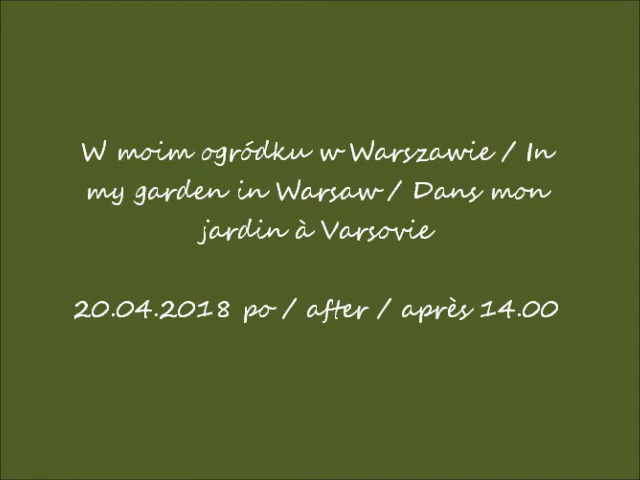 W moim ogródku w Warszawie / In
my garden in Warsaw / Dans mon
jardin à Varsovie
20.04.2018 po / after / après 14.00